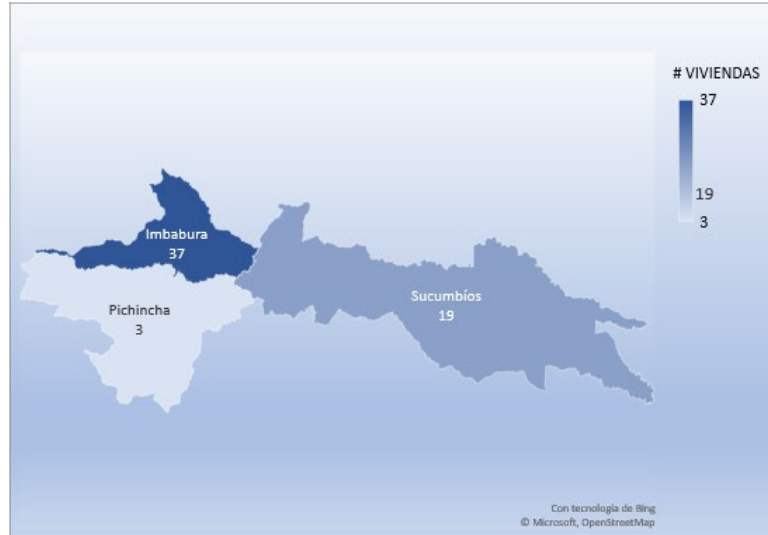 # VIVIENDAS
37
19
3
Imbabura
37
Pichincha
3
Sucumbíos
19
Con tecnología de Bing
© Microsoft, OpenStreetMap